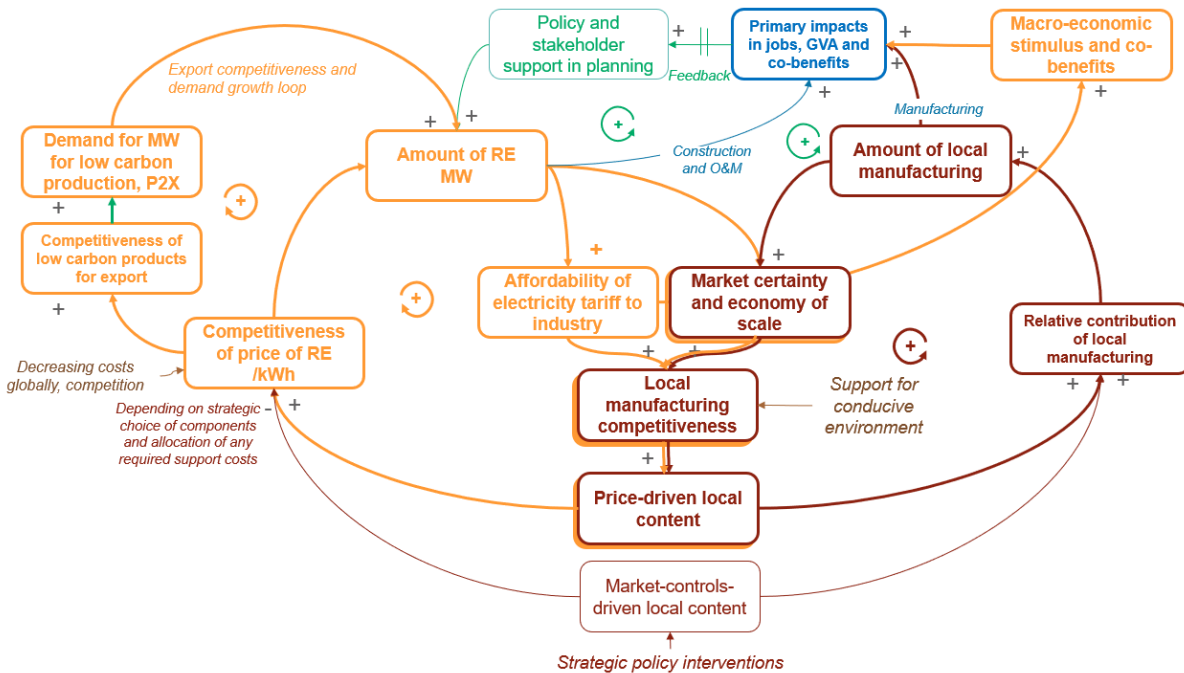 Policy and
stakeholder
support in planning
+
Feedback
Primary impacts
in jobs, GVA and
co-benefits
+
+
+
Macro-economic
stimulus and co-
benefits
+
Export competitiveness and
demand growth loop
Manufacturing
Demand for MW
for low carbon
production, P2X
+
+
+
+
Amount of RE
MW
+
+
Construction
and O&M
Amount of local
manufacturing
+
Competitiveness of
low carbon products
for export
+
+
Affordability of
electricity tariff to
industry
+
Market certainty
and economy of
scale
+
+
Competitiveness
of price of RE
/kWh
Relative contribution
of local
manufacturing
+
+
+
Decreasing costs
globally, competition
+
+
Local
manufacturing
competitiveness
+
Support for
conducive
environment
Depending on strategic
choice of components
and allocation of any
required support costs
- +
Price-driven local
content
Market-controls-
driven local content
Strategic policy interventions